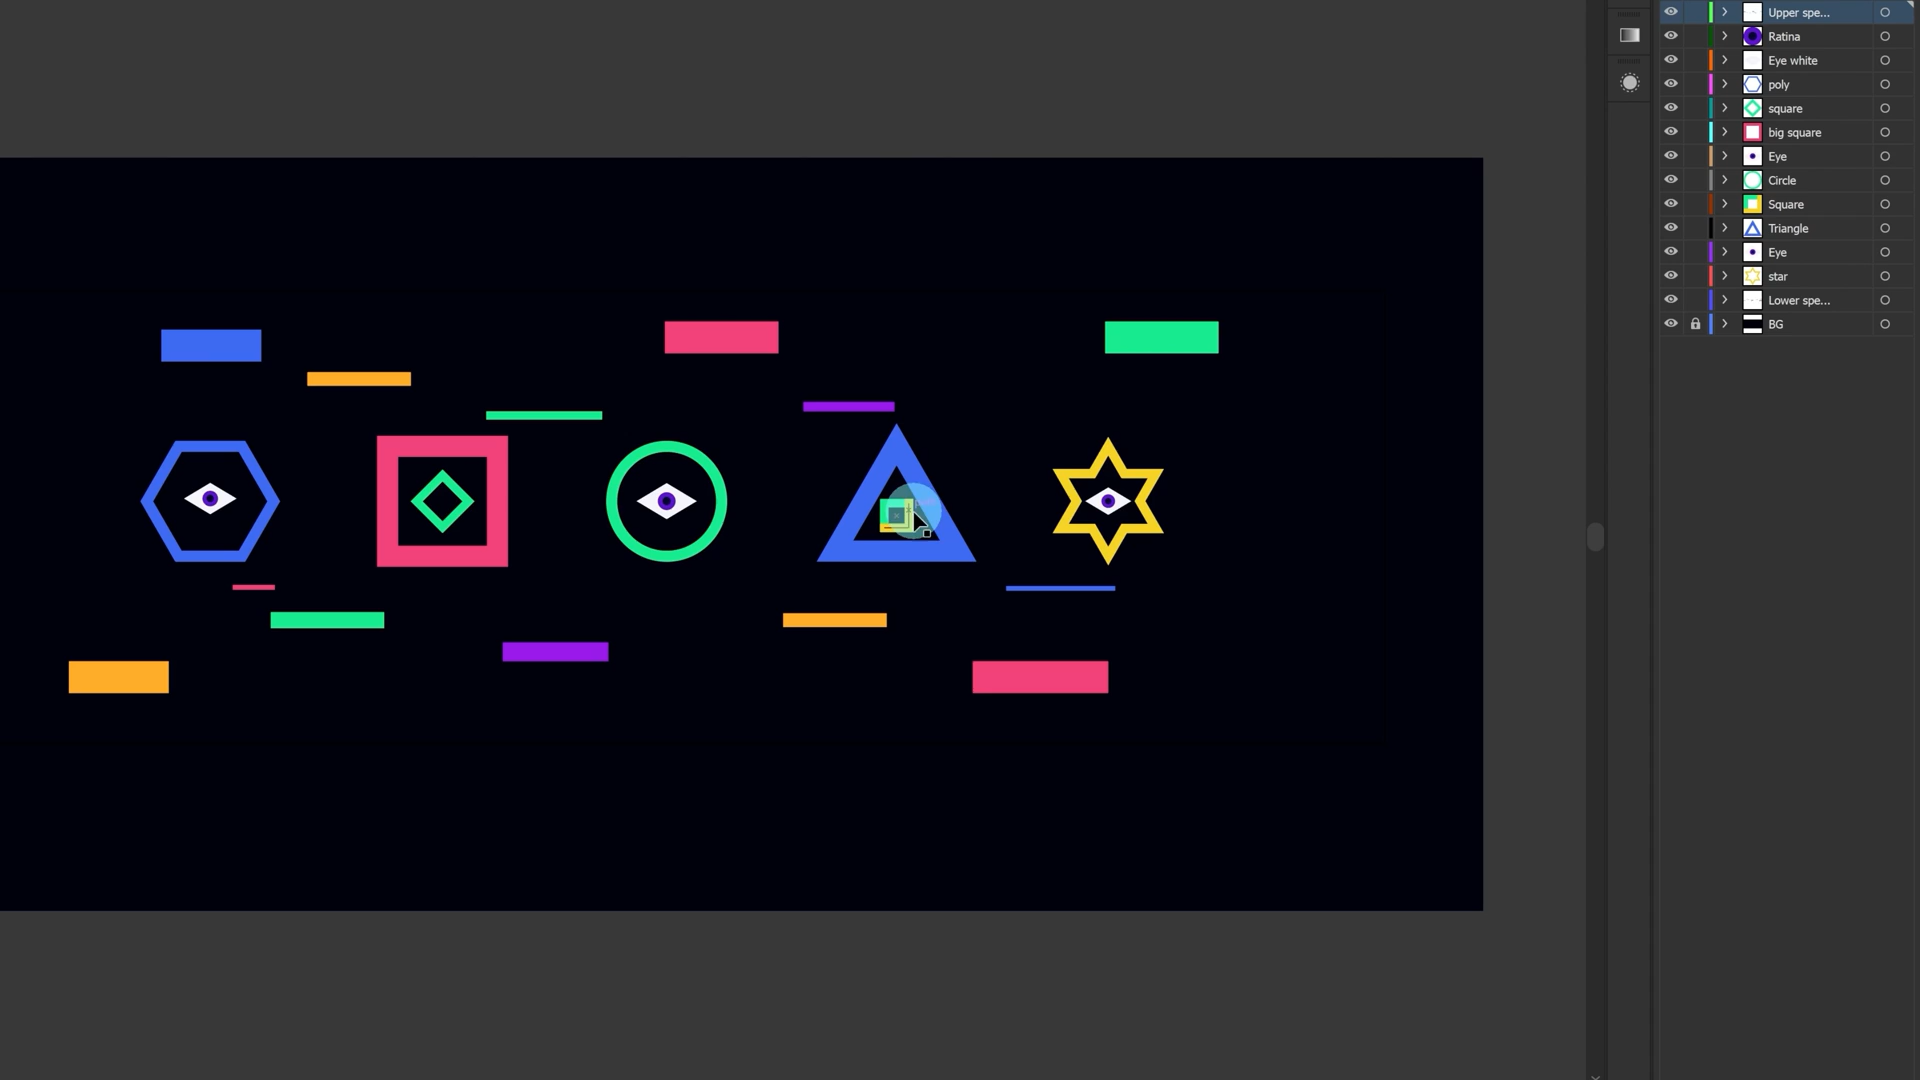 Upper spe...
Ratina
Eye white
poly
square
big square
Eye
Circle
Square
Triangle
Eye
star
Lower spe...
BG